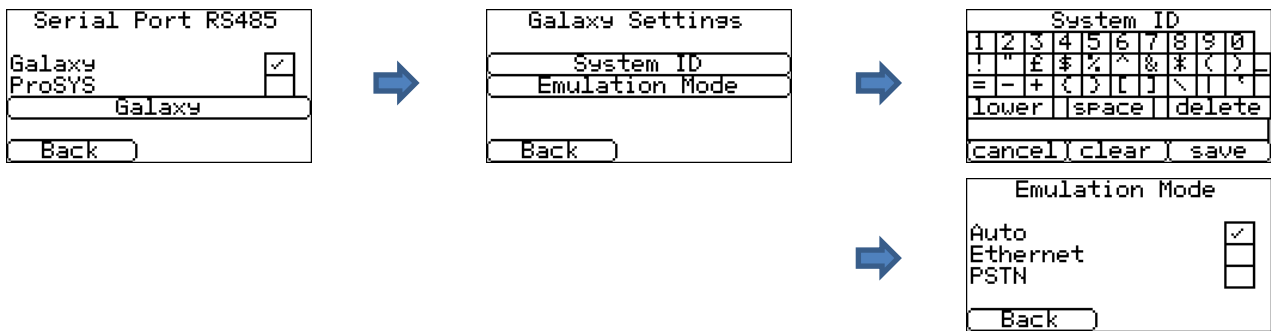 Serial Port RS485
Galaxy
ProSYS
Galaxy
Back
Galaxy Settings
System ID
Emulation Mode
Back
System ID
1 2 3 4 5 6 7 8 9 0
! " £ $ % ^ & * ( ) _
= - + { } [ ] \ | `
lower space delete
cancel clear save
Emulation Mode
Auto
Ethernet
PSTN
Back